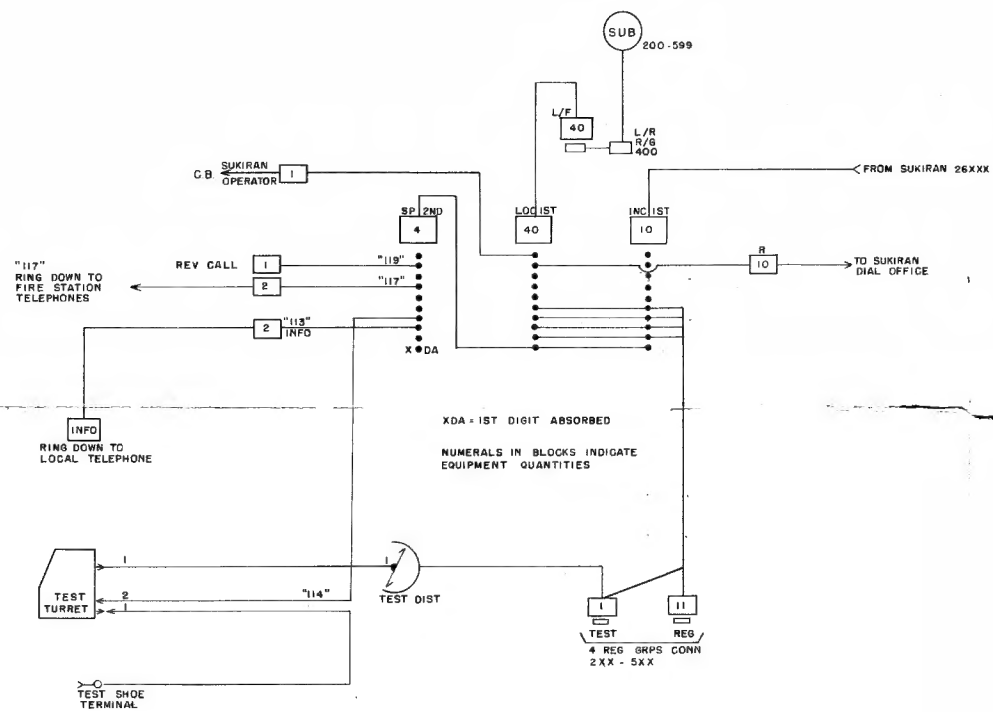 SUB
200-599
L/F
40
L/R
R/G
400
SUKIRAN
C.B. OPERATOR
1
FROM SUKIRAN 26XXX
SP 2ND
4
LOC 1ST
40
INC 1ST
10
"117"
RING DOWN TO
FIRE STATION
TELEPHONES
REV CALL
1
"119"
2
"117"
R
10
TO SUKIRAN
DIAL OFFICE
2
"113"
INFO
X DA
XDA = 1ST DIGIT ABSORBED
NUMERALS IN BLOCKS INDICATE
EQUIPMENT QUANTITIES
INFO
RING DOWN TO
LOCAL TELEPHONE
TEST
TURRET
1
2
1
"114"
1
TEST DIST
1
TEST
11
REG
4 REG GRPS CONN
2XX - 5XX
TEST SHOE
TERMINAL